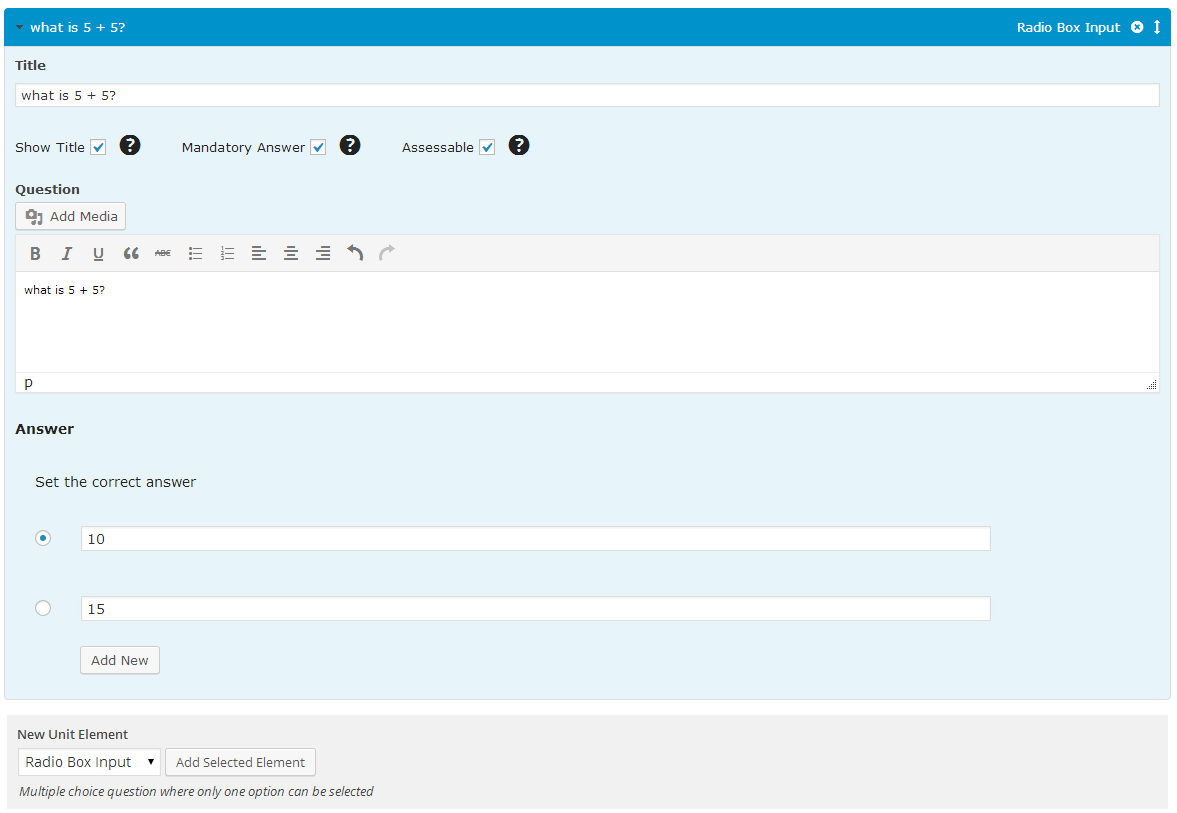 what is 5 + 5? Radio Box Input
Title
what is 5 + 5?
Show Title ? Mandatory Answer ? Assessable ?
Question
Add Media
B I U ABC
what is 5 + 5?
p
Answer
Set the correct answer
10
15
Add New
New Unit Element
Radio Box Input Add Selected Element
Multiple choice question where only one option can be selected